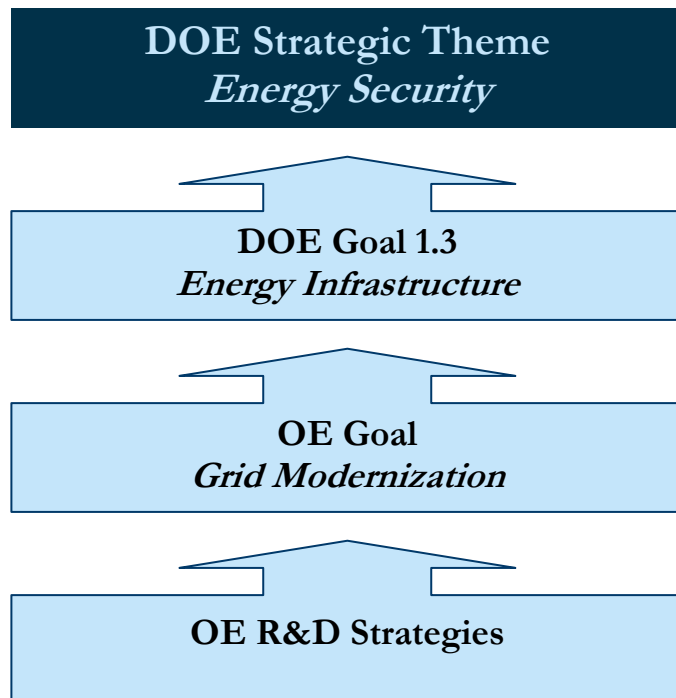 DOE Strategic Theme
Energy Security
DOE Goal 1.3
Energy Infrastructure
OE Goal
Grid Modernization
OE R&D Strategies